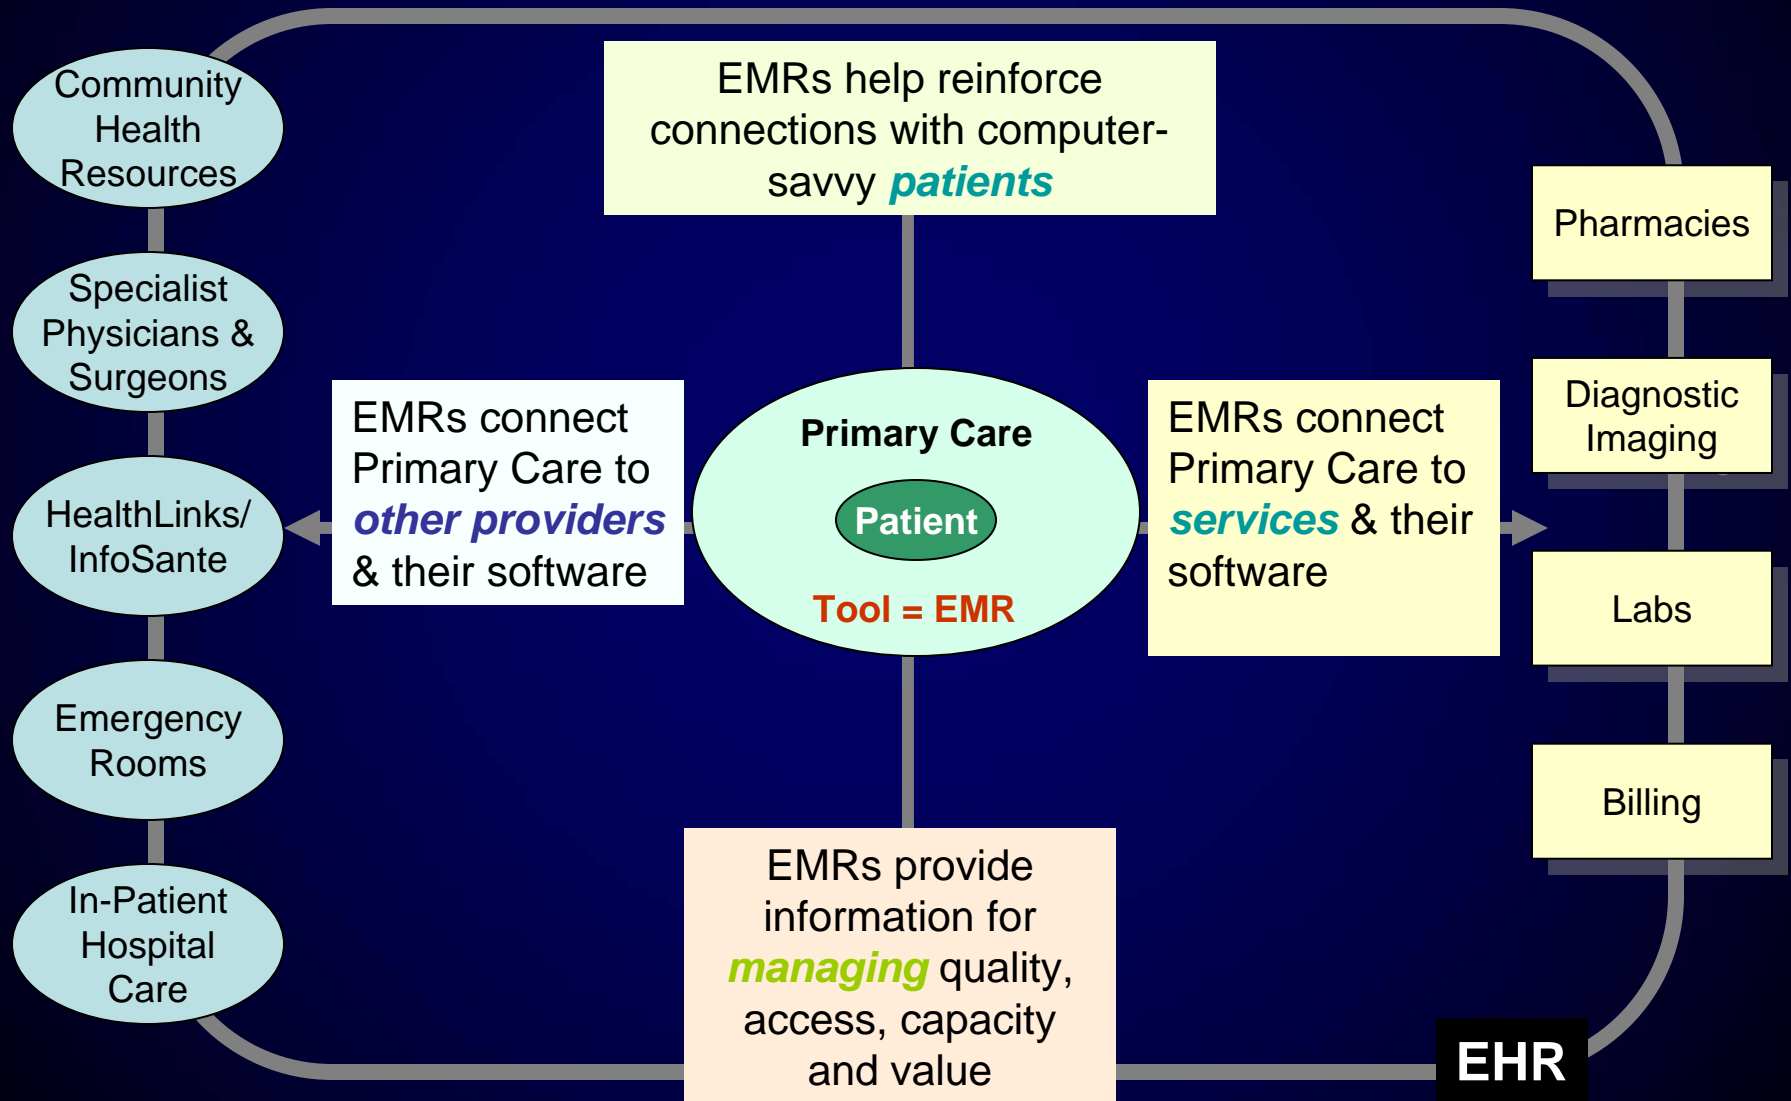 Community
Health
Resources
Specialist
Physicians &
Surgeons
HealthLinks/
InfoSante
Emergency
Rooms
In-Patient
Hospital
Care
EMRs help reinforce
connections with computer-
savvy patients
EMRs connect
Primary Care to
other providers
& their software
Primary Care
Patient
Tool = EMR
EMRs connect
Primary Care to
services & their
software
EMRs provide
information for
managing quality,
access, capacity
and value
Pharmacies
Diagnostic
Imaging
Labs
Billing
EHR